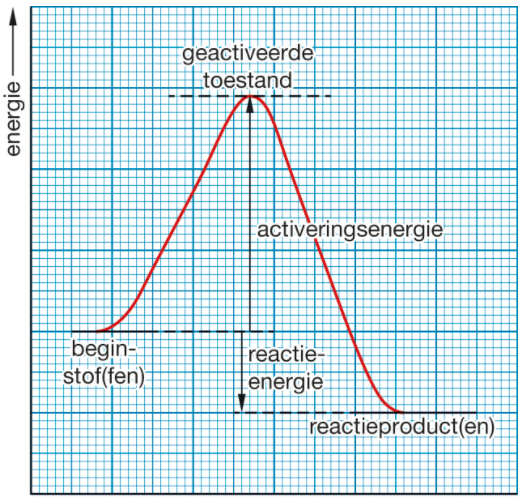 energie
geactiveerde
toestand
activeringsenergie
begin-
stof(fen)
reactie-
energie
reactieproduct(en)